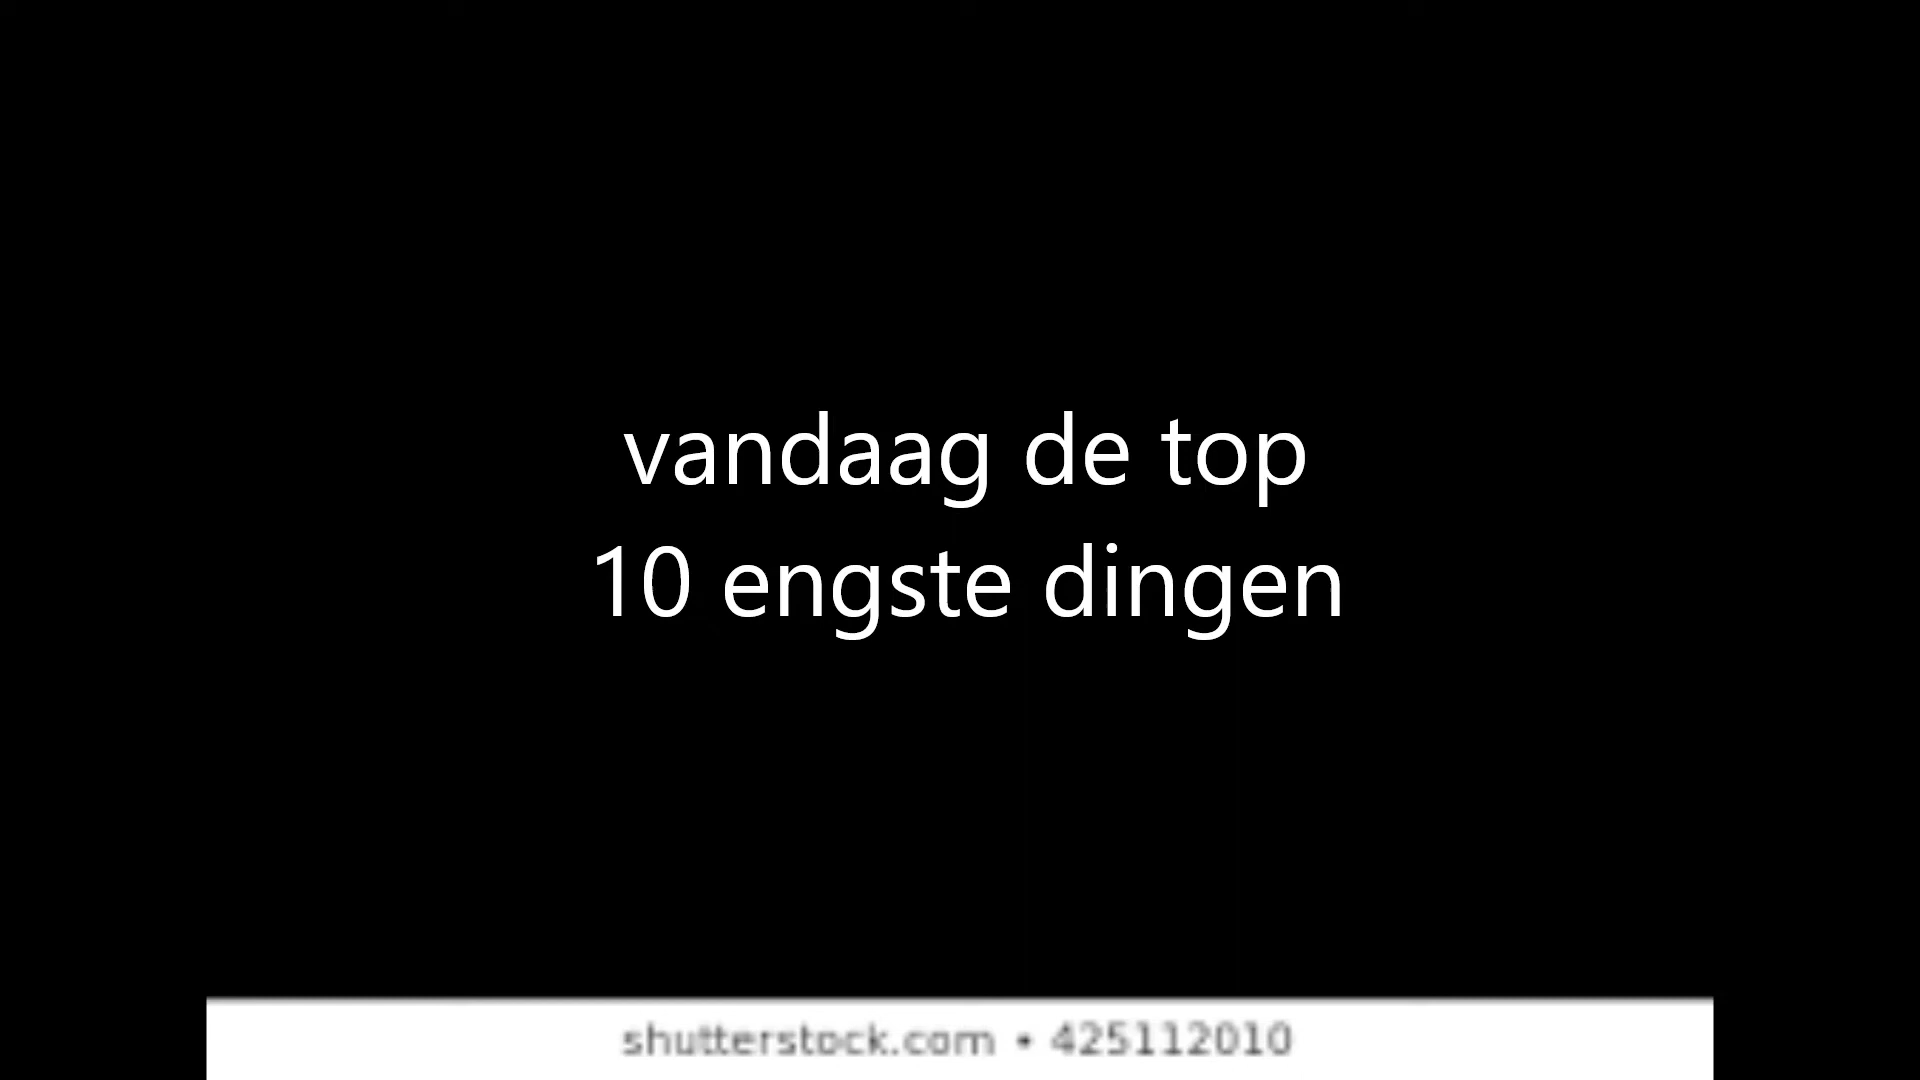 vandaag de top
10 engste dingen
shutterstock.com • 425112010